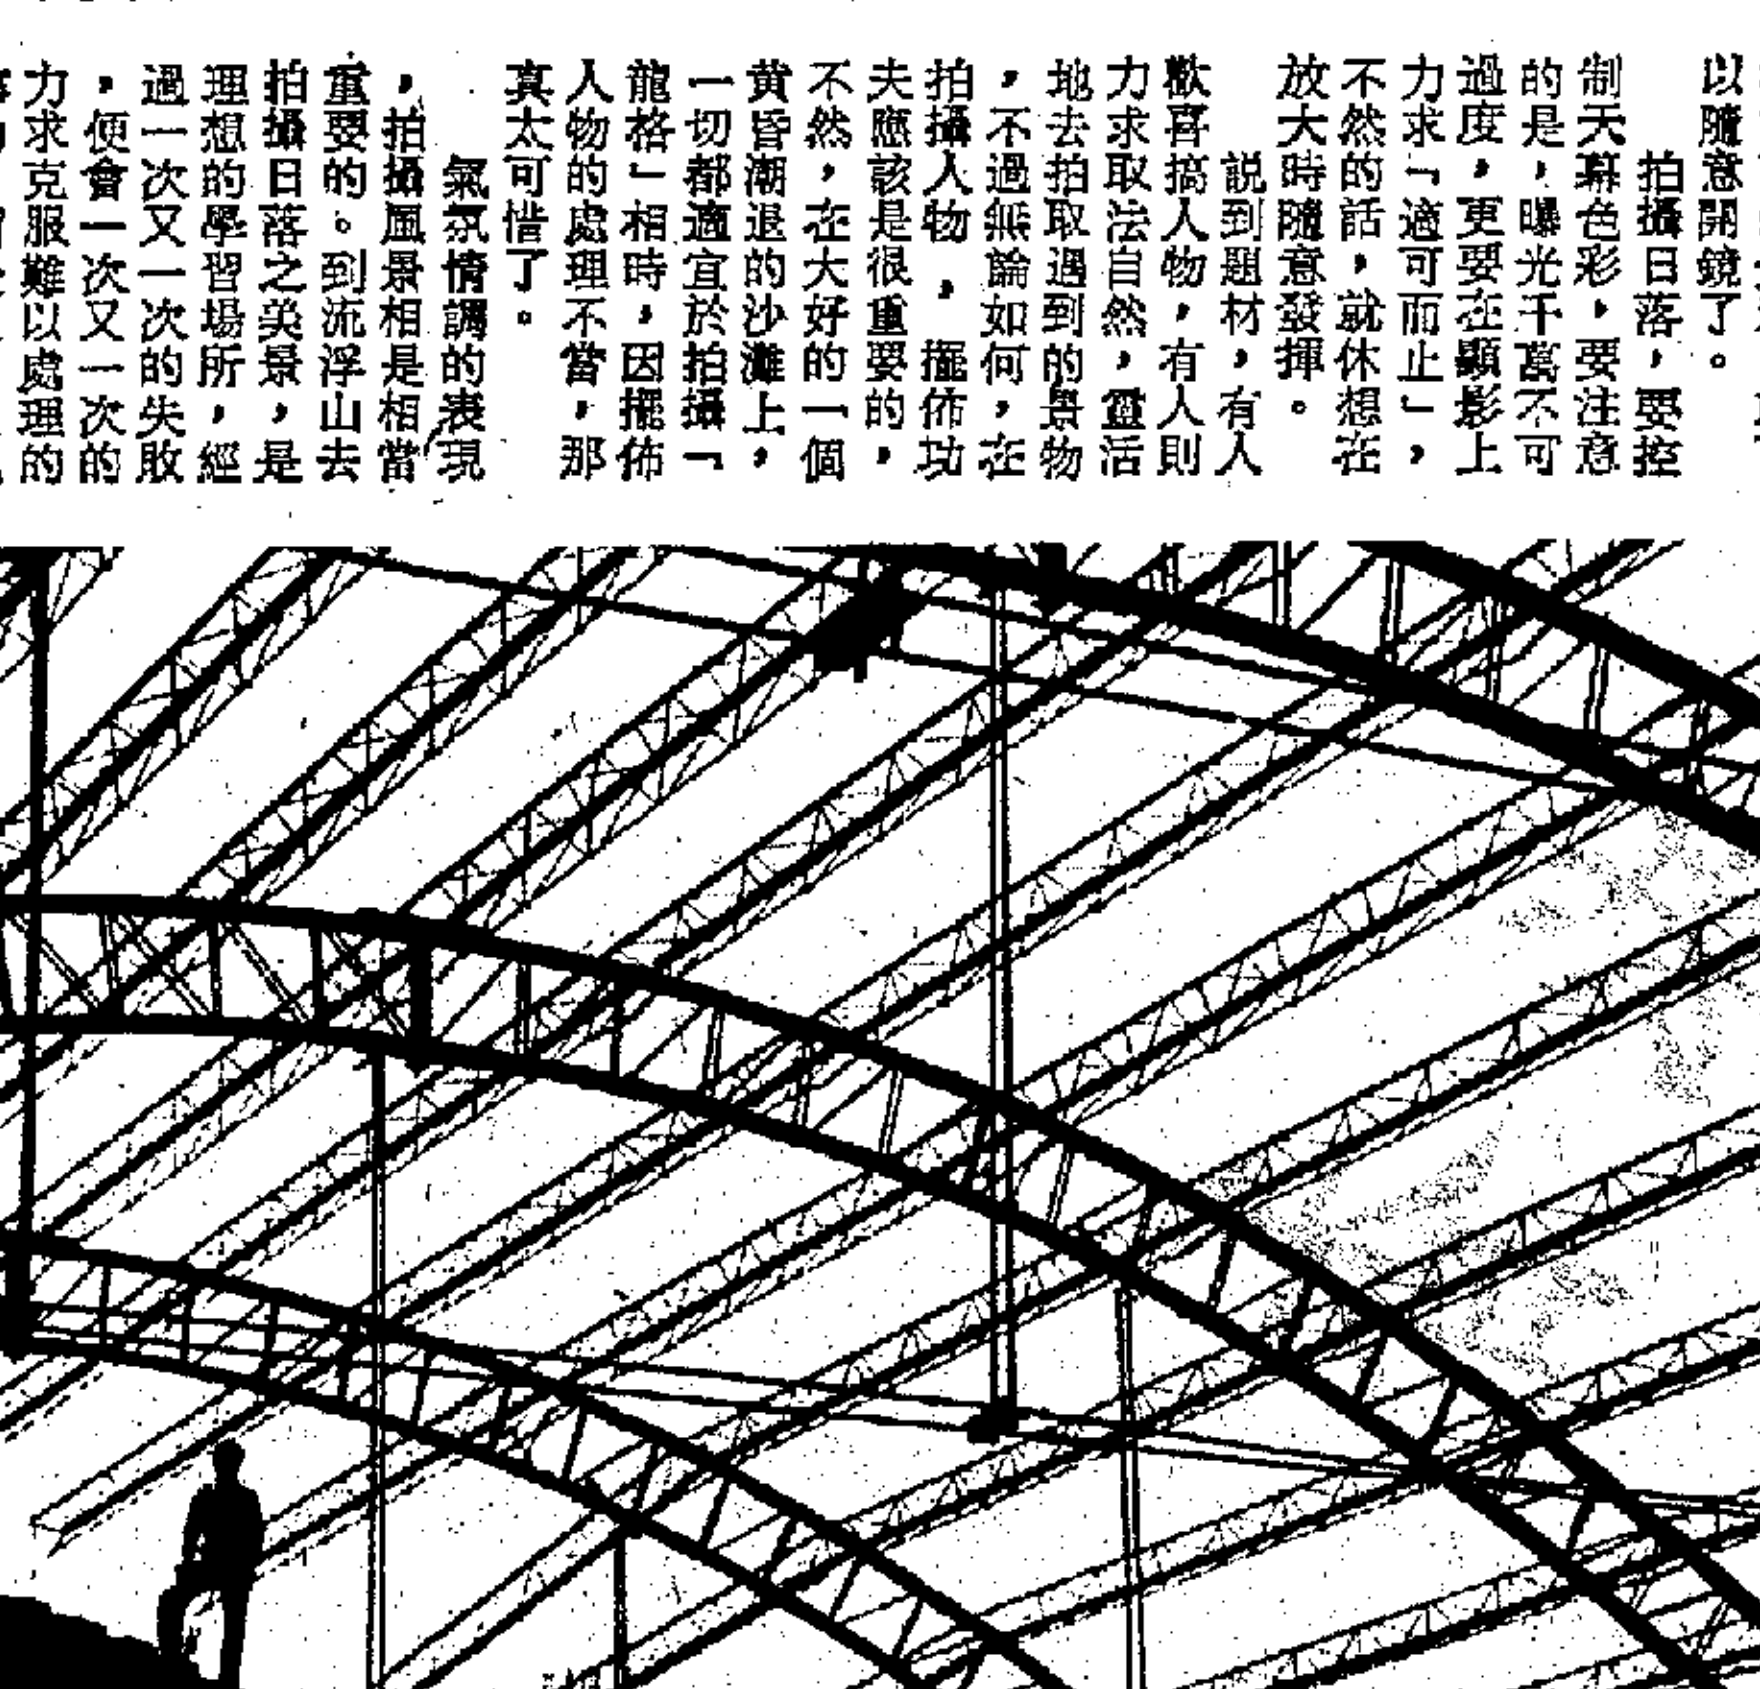 以隨意開鏡了。
拍攝日落，要控
制天幕色彩，要注意
的是，曝光千萬不可
過度，更要在顯影上
力求「適可而止」，
不然的話，就休想在
放大時隨意發揮。
說到題材，有人
歡喜搞人物，有人則
力求取法自然，靈活
地去拍取遇到的景物
，不過無論如何，在
拍攝人物，擺佈功
夫應該是很重要的，
不然，在大好的一個
黄昏潮退的沙灘上，
一切都適宜於拍攝「
龍格」相時，因擺佈
人物的處理不當，那
真太可惜了。
氣氛情調的表現
，拍攝風景相是相當
重要的。到流浮山去
拍攝日落之美景，是
理想的學習場所，經
過一次又一次的失敗
，便會一次又一次的
力求克服難以處理的